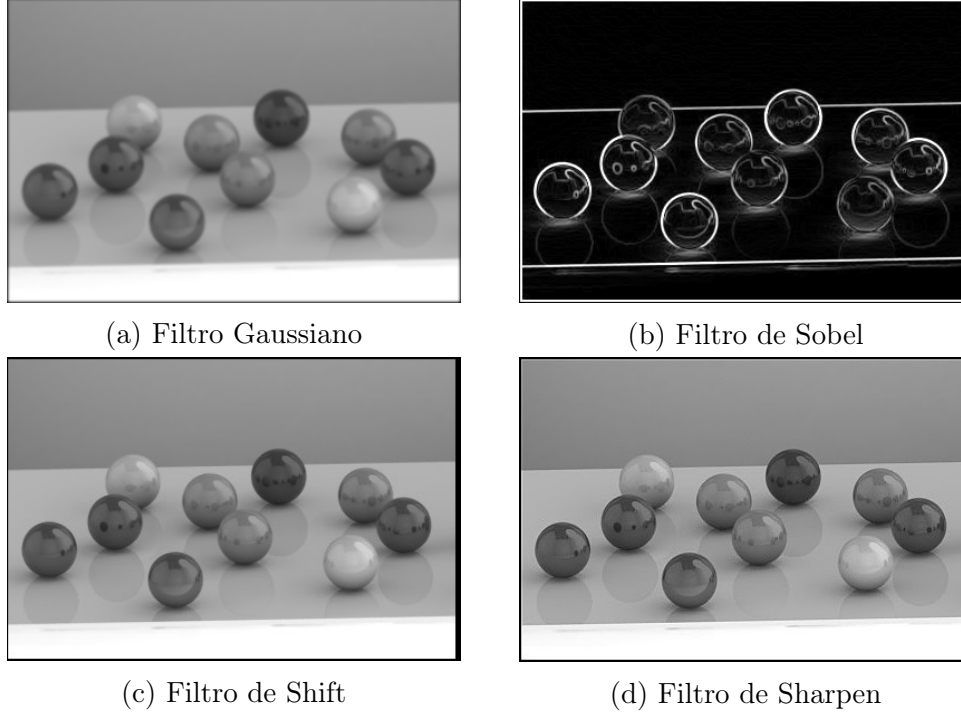 (a) Filtro Gaussiano
(b) Filtro de Sobel
(c) Filtro de Shift
(d) Filtro de Sharpen